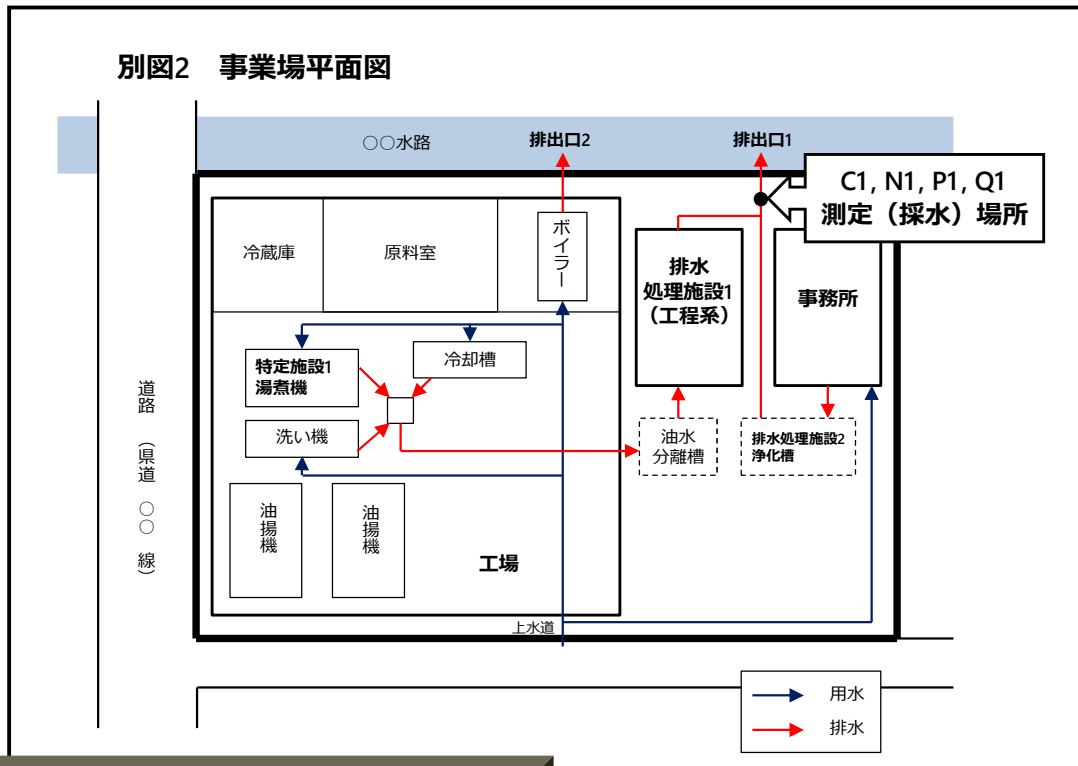 別図2 事業場平面図
○○水路
排出口2
排出口1
C1, N1, P1, Q1
測定（採水）場所
冷蔵庫
原料室
ボイラー
排水
処理施設1
（工程系）
事務所
特定施設1
湯煮機
冷却槽
洗い機
油水
分離槽
排水処理施設2
浄化槽
油揚機
油揚機
工場
道路（県道 ○○ 線）
上水道
用水
排水